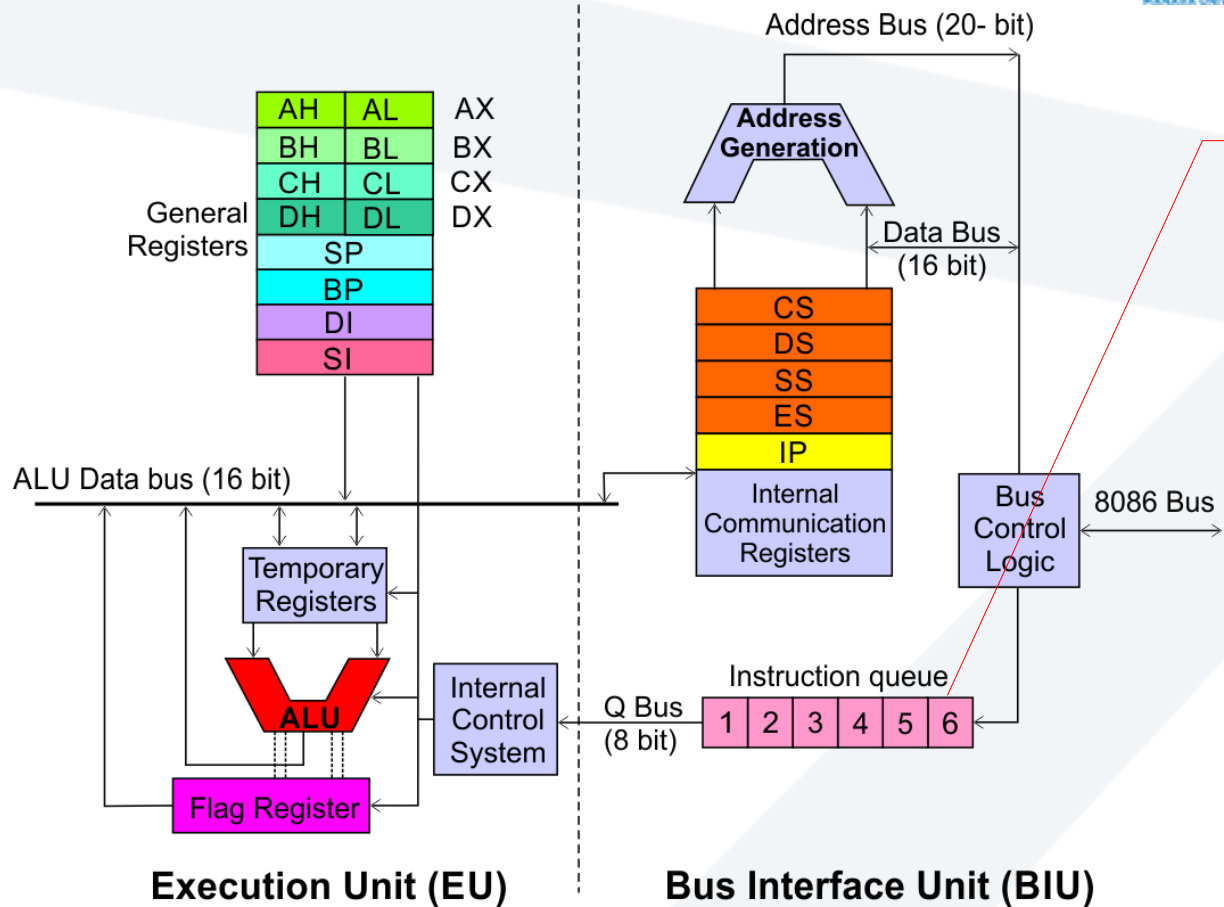 Address Bus (20- bit)
AH AL AX
BH BL BX
CH CL CX
DH DL DX
General
Registers
SP
BP
DI
SI
Address
Generation
Data Bus
(16 bit)
CS
DS
SS
ES
IP
Internal
Communication
Registers
ALU Data bus (16 bit)
Bus
Control
Logic
8086 Bus
Temporary
Registers
ALU
Internal
Control
System
Q Bus
(8 bit)
Instruction queue
1 2 3 4 5 6
Flag Register
Execution Unit (EU)
Bus Interface Unit (BIU)